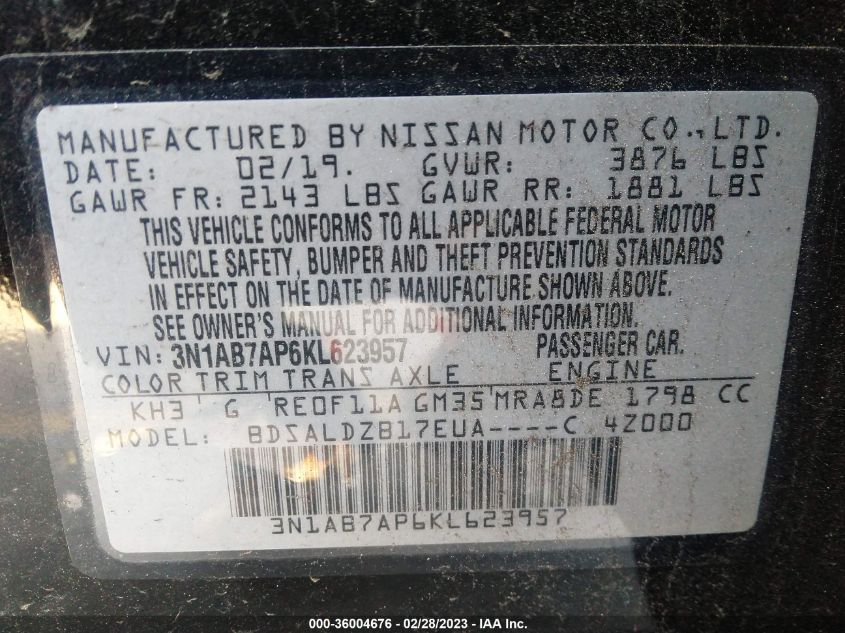 MANUFACTURED BY NISSAN MOTOR CO.,LTD.
DATE: 02/19. GVWR: 3876 LBS
GAWR FR: 2143 LBS GAWR RR: 1881 LBS
THIS VEHICLE CONFORMS TO ALL APPLICABLE FEDERAL MOTOR
VEHICLE SAFETY, BUMPER AND THEFT PREVENTION STANDARDS
IN EFFECT ON THE DATE OF MANUFACTURE SHOWN ABOVE.
SEE OWNER'S MANUAL FOR ADDITIONAL INFORMATION.
VIN: 3N1AB7AP6KL623957 PASSENGER CAR.
COLOR TRIM TRANS AXLE ENGINE
KH3 G RE0F11A GM35 MRA8DE 1798 CC
MODEL: BDSALDZB17EUA----C 4Z000
3N1AB7AP6KL623957
000-36004676 — 02/28/2023 — IAA Inc.